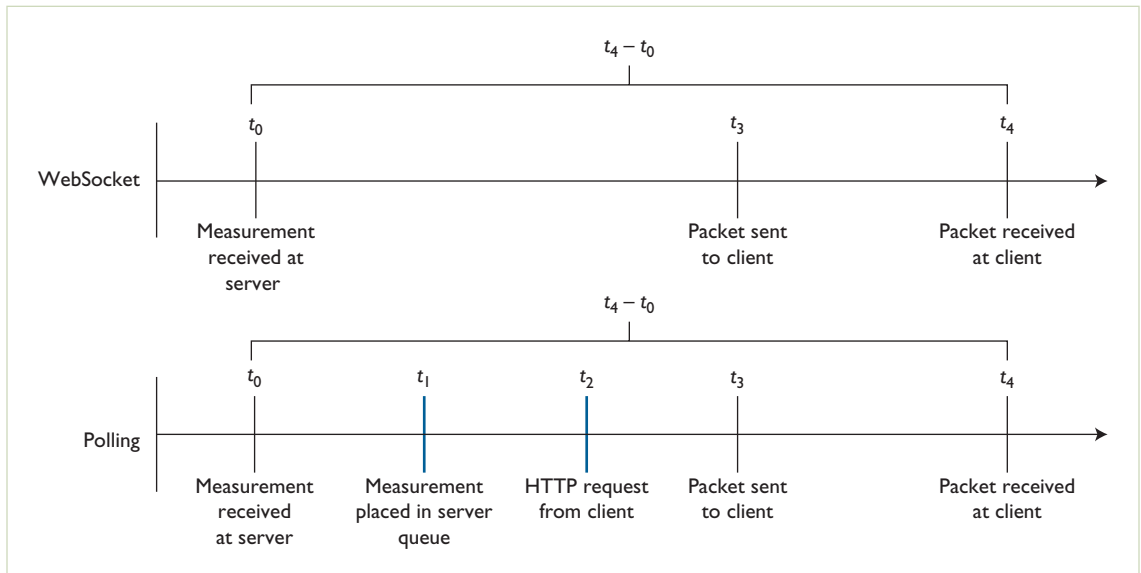 t4 – t0
t0
t3
t4
WebSocket
Measurement
received at
server
Packet sent
to client
Packet received
at client
t4 – t0
t0
t1
t2
t3
t4
Polling
Measurement
received
at server
Measurement
placed in server
queue
HTTP request
from client
Packet sent
to client
Packet received
at client